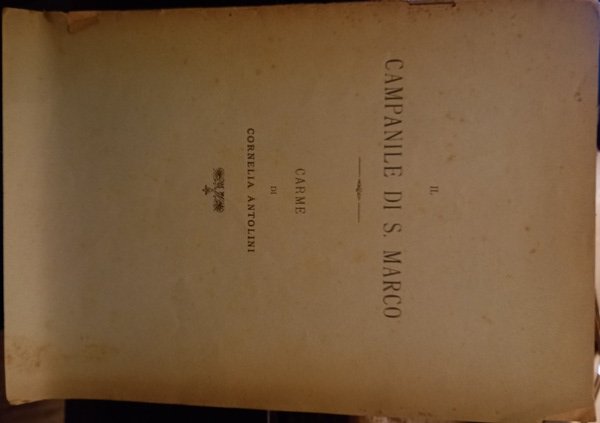 IL
CAMPANILE DI S. MARCO
CARME
DI
CORNELIA ANTOLINI